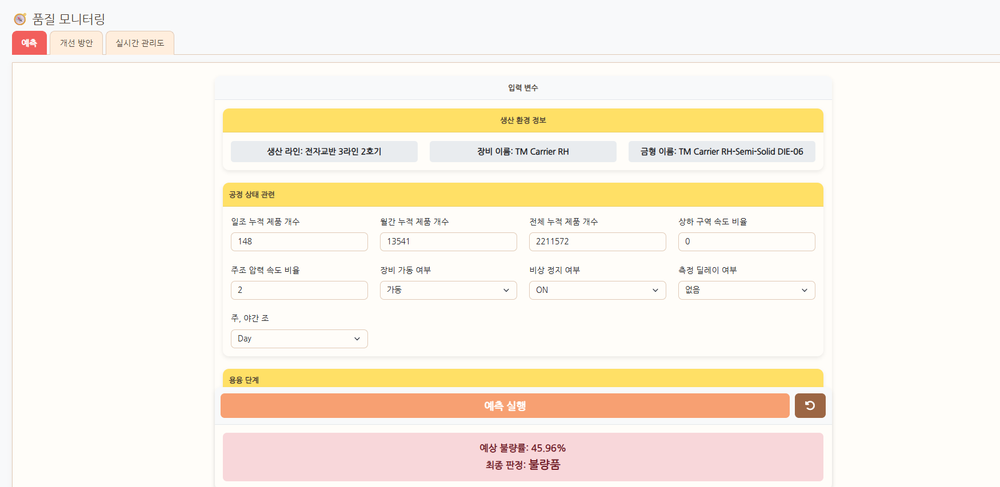 품질 모니터링
예측
개선 방안
실시간 관리도
입력 변수
생산 환경 정보
생산 라인: 전자교반 3라인 2호기
장비 이름: TM Carrier RH
금형 이름: TM Carrier RH-Semi-Solid DIE-06
공정 상태 관련
일조 누적 제품 개수
월간 누적 제품 개수
전체 누적 제품 개수
상하 구역 속도 비율
148
13541
2211572
0
주조 압력 속도 비율
장비 가동 여부
비상 정지 여부
측정 딜레이 여부
2
가동
ON
없음
주, 야간 조
Day
용융 단계
예측 실행
예상 불량률: 45.96%
최종 판정: 불량품